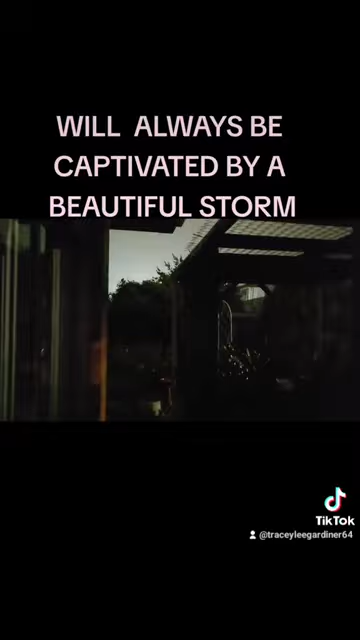 WILL ALWAYS BE
CAPTIVATED BY A
BEAUTIFUL STORM
TikTok
@traceyleegardiner64